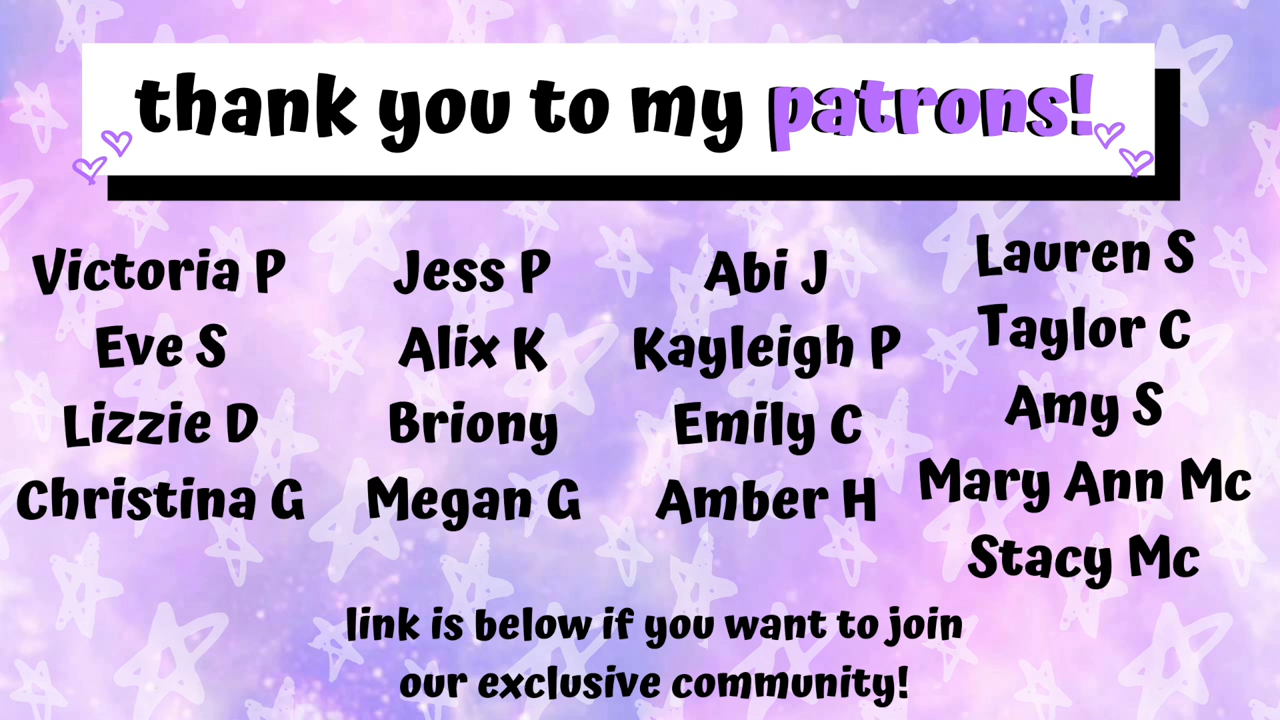 thank you to my patrons!
Victoria P
Eve S
Lizzie D
Christina G
Jess P
Alix K
Briony
Megan G
Abi J
Kayleigh P
Emily C
Amber H
Lauren S
Taylor C
Amy S
Mary Ann Mc
Stacy Mc
link is below if you want to join
our exclusive community!